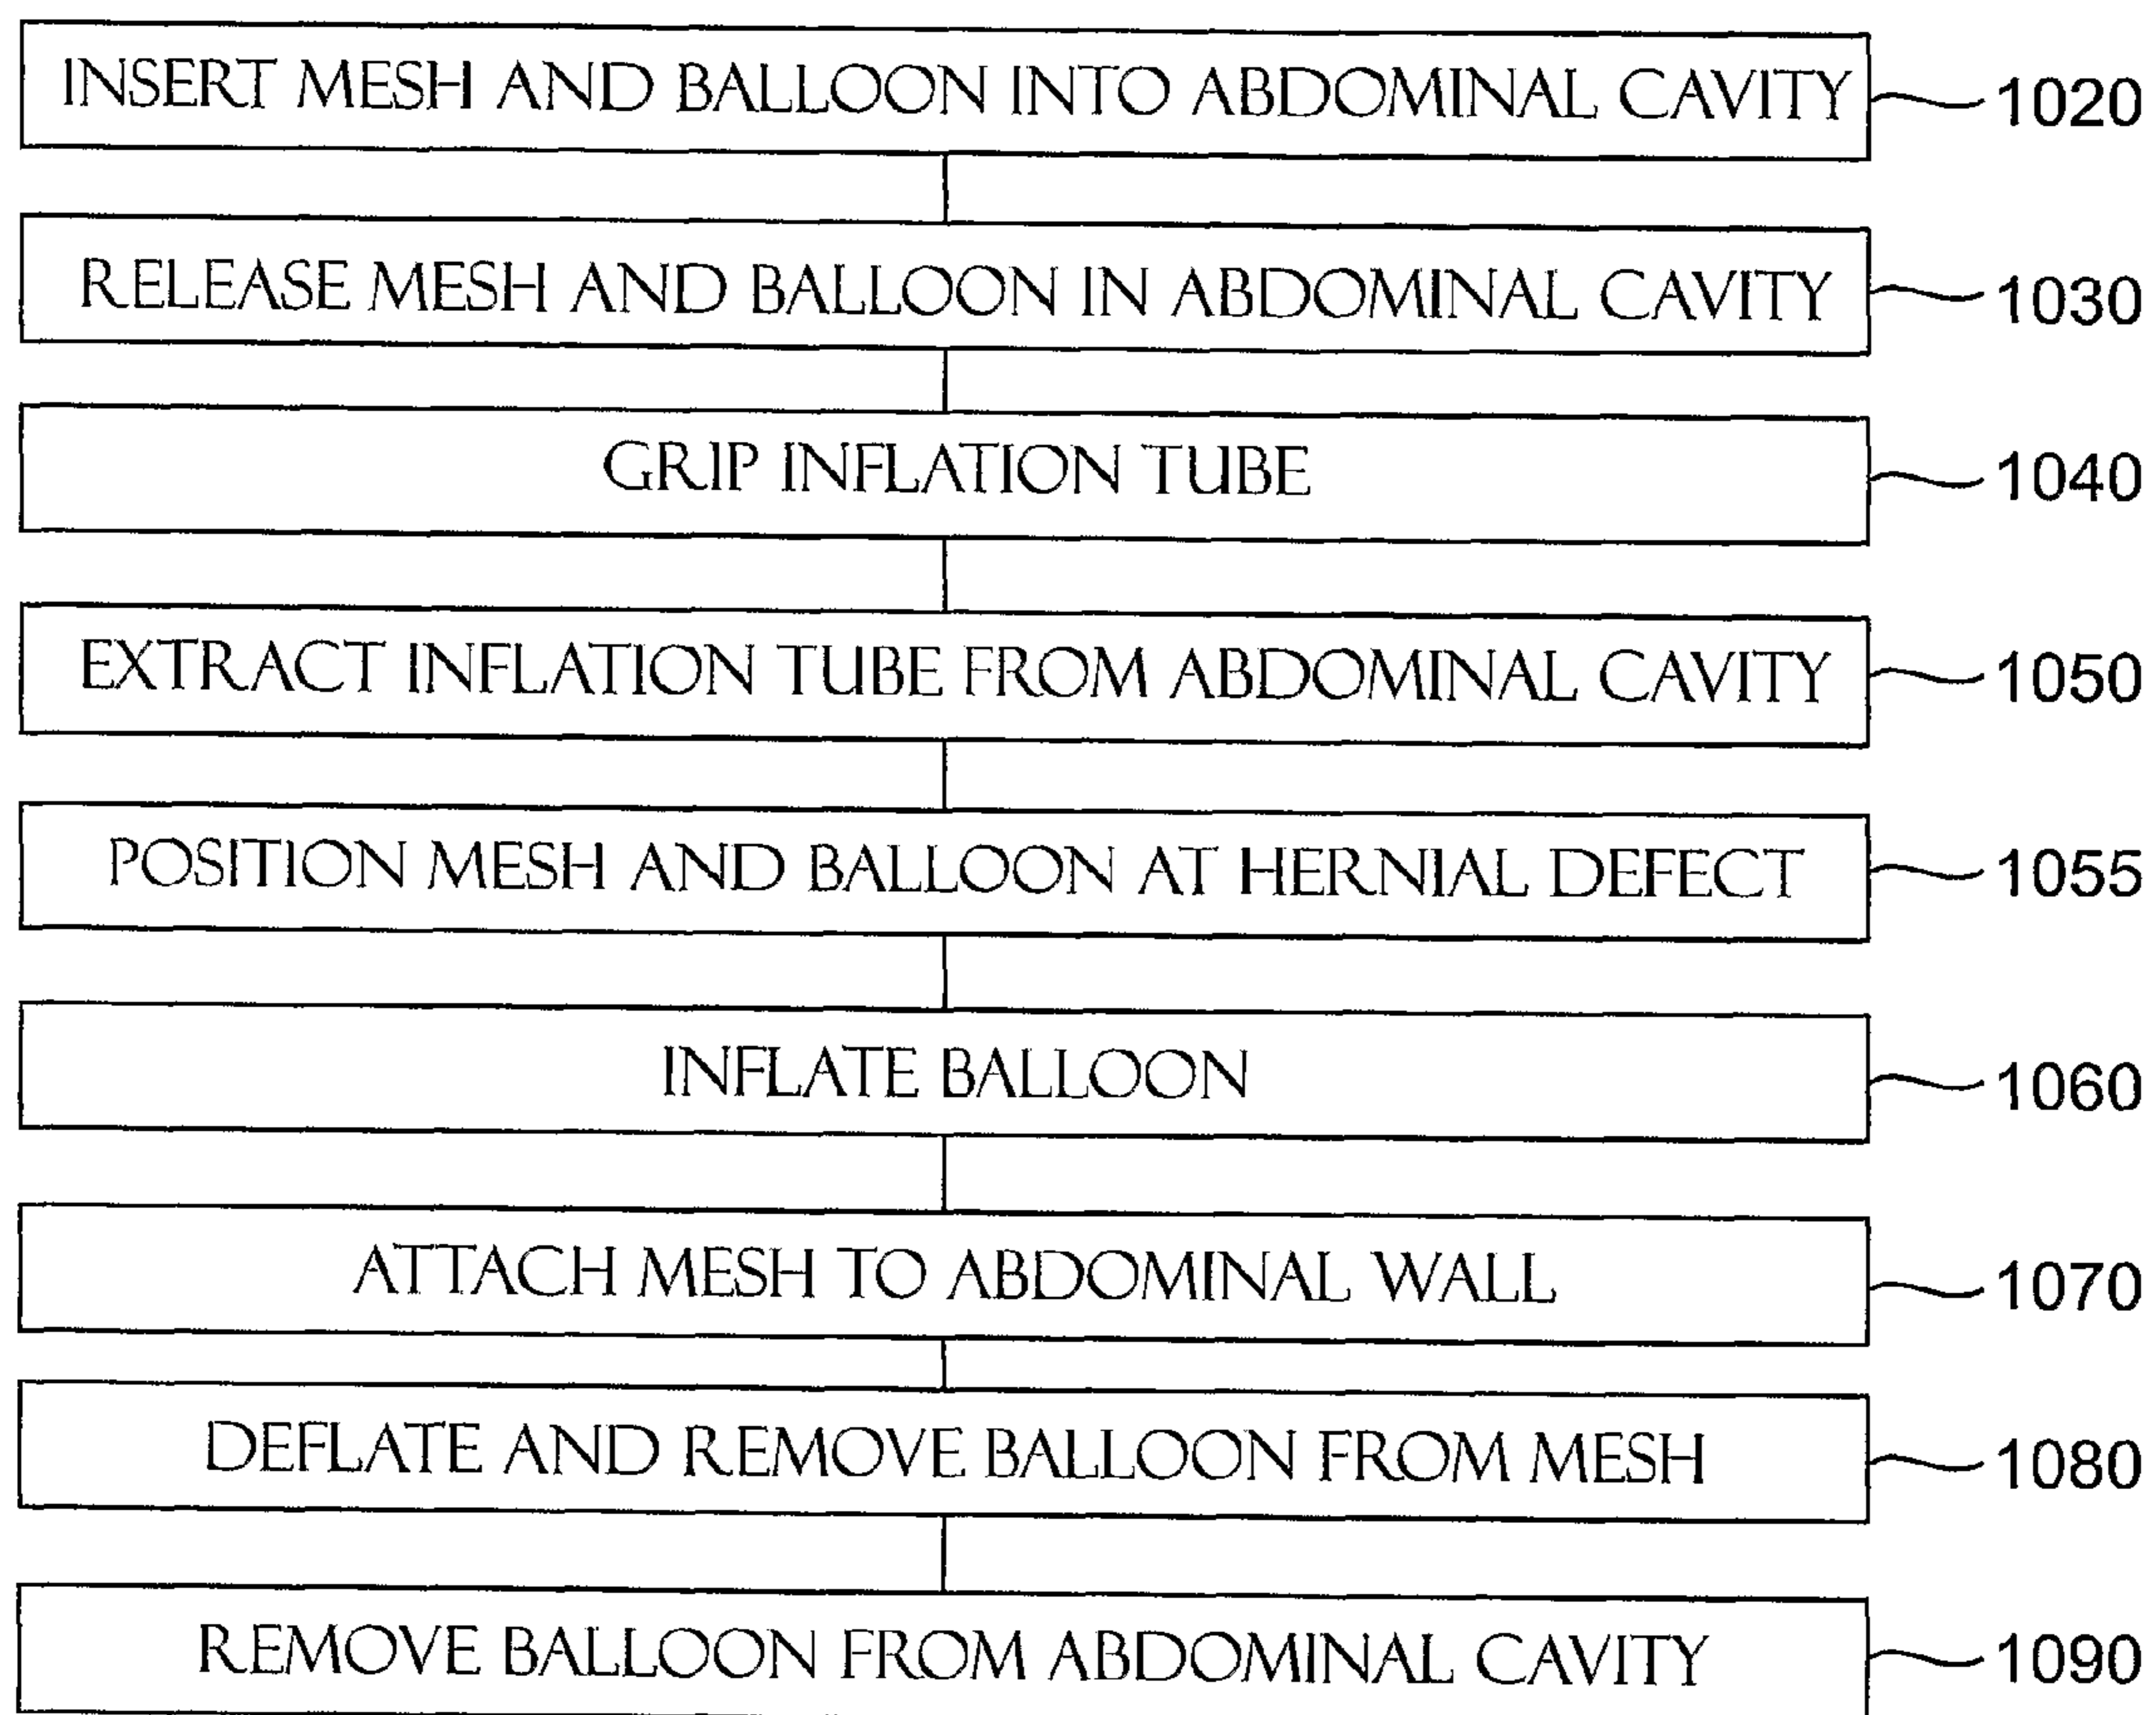 INSERT MESH AND BALLOON INTO ABDOMINAL CAVITY 1020
RELEASE MESH AND BALLOON IN ABDOMINAL CAVITY 1030
GRIP INFLATION TUBE 1040
EXTRACT INFLATION TUBE FROM ABDOMINAL CAVITY 1050
POSITION MESH AND BALLOON AT HERNIAL DEFECT 1055
INFLATE BALLOON 1060
ATTACH MESH TO ABDOMINAL WALL 1070
DEFLATE AND REMOVE BALLOON FROM MESH 1080
REMOVE BALLOON FROM ABDOMINAL CAVITY 1090